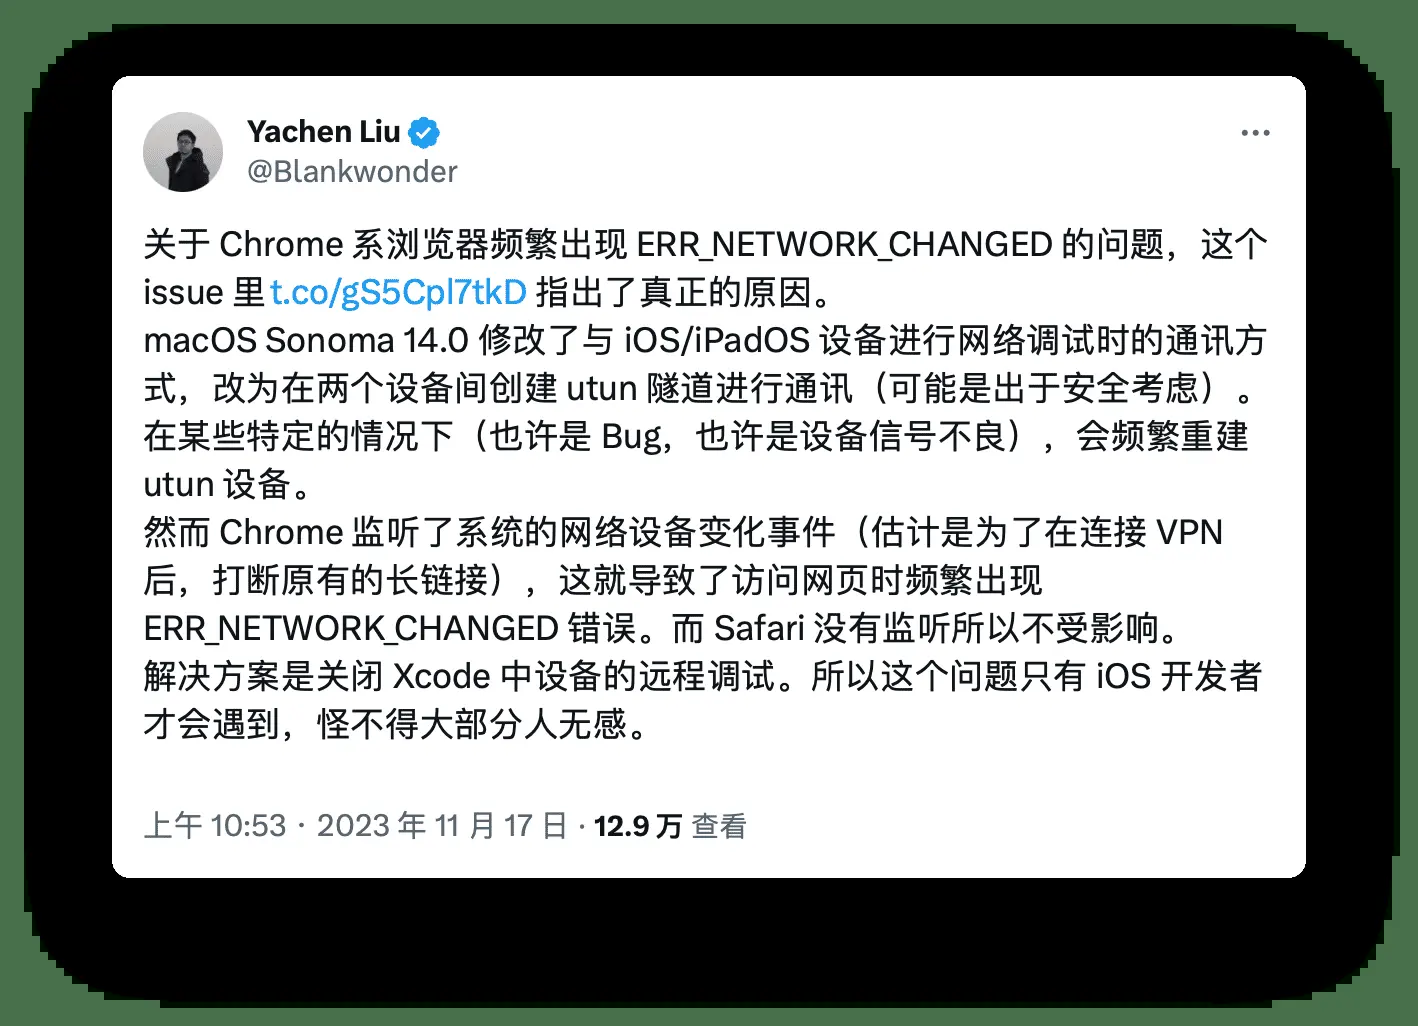 Yachen Liu
@Blankwonder
关于 Chrome 系浏览器频繁出现 ERR_NETWORK_CHANGED 的问题，这个
issue 里t.co/gS5Cpl7tkD 指出了真正的原因。
macOS Sonoma 14.0 修改了与 iOS/iPadOS 设备进行网络调试时的通讯方
式，改为在两个设备间创建 utun 隧道进行通讯（可能是出于安全考虑）。
在某些特定的情况下（也许是 Bug，也许是设备信号不良），会频繁重建
utun 设备。
然而 Chrome 监听了系统的网络设备变化事件（估计是为了在连接 VPN
后，打断原有的长链接），这就导致了访问网页时频繁出现
ERR_NETWORK_CHANGED 错误。而 Safari 没有监听所以不受影响。
解决方案是关闭 Xcode 中设备的远程调试。所以这个问题只有 iOS 开发者
才会遇到，怪不得大部分人无感。
上午 10:53 · 2023 年 11 月 17 日 · 12.9 万 查看